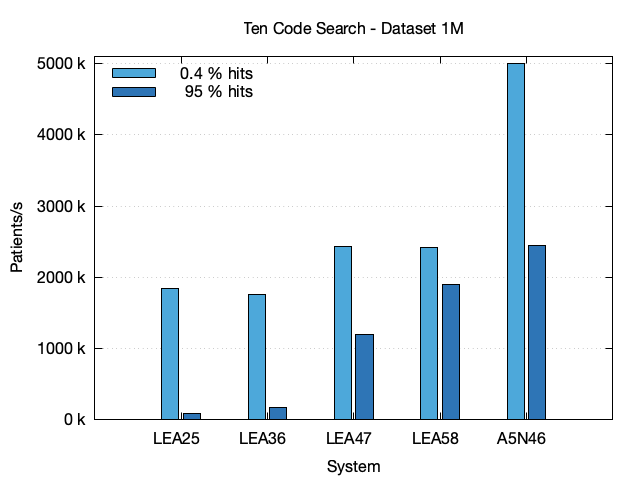 Ten Code Search - Dataset 1M
5000 k
0.4 % hits
95 % hits
4000 k
3000 k
Patients/s
2000 k
1000 k
0 k
LEA25 LEA36 LEA47 LEA58 A5N46
System